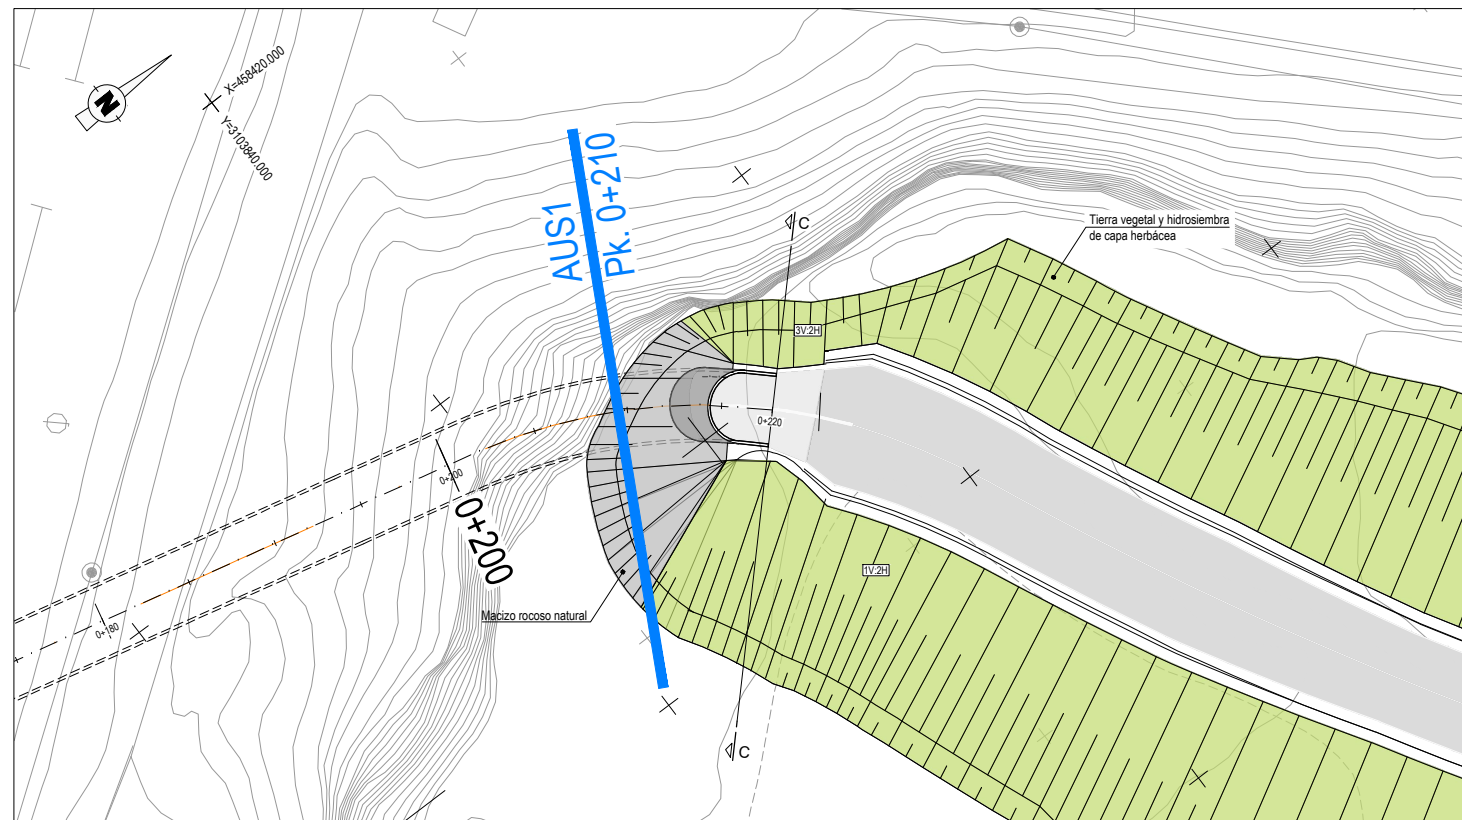 N
X=458420.000
Y=3103840.000
AUS1
Pk. 0+210
C
Tierra vegetal y hidrosiembra
de capa herbácea
3V:2H
0+220
0+200
0+200
1V:2H
Macizo rocoso natural
0+180
C